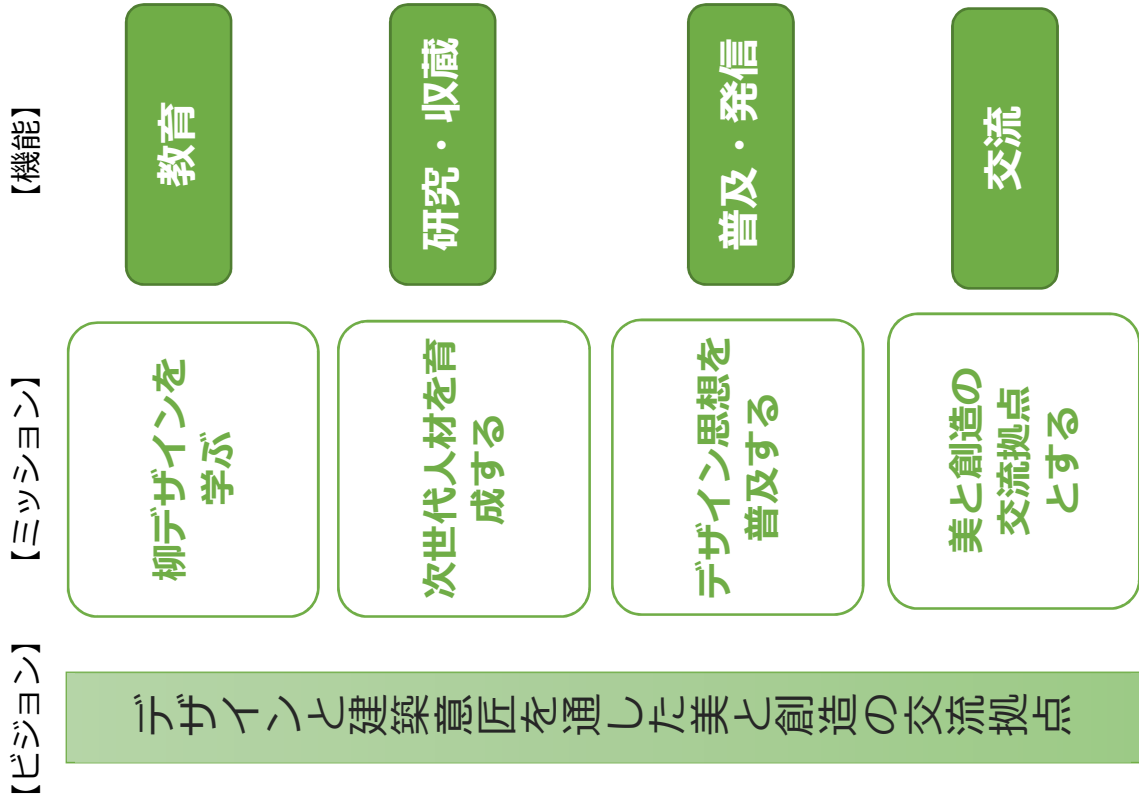 【ビジョン】
【ミッション】
【機能】
デザインと建築意匠を通した美と創造の交流拠点
柳デザインを
学ぶ
教育
次世代人材を育
成する
研究・収蔵
デザイン思想を
普及する
普及・発信
美と創造の
交流拠点
とする
交流